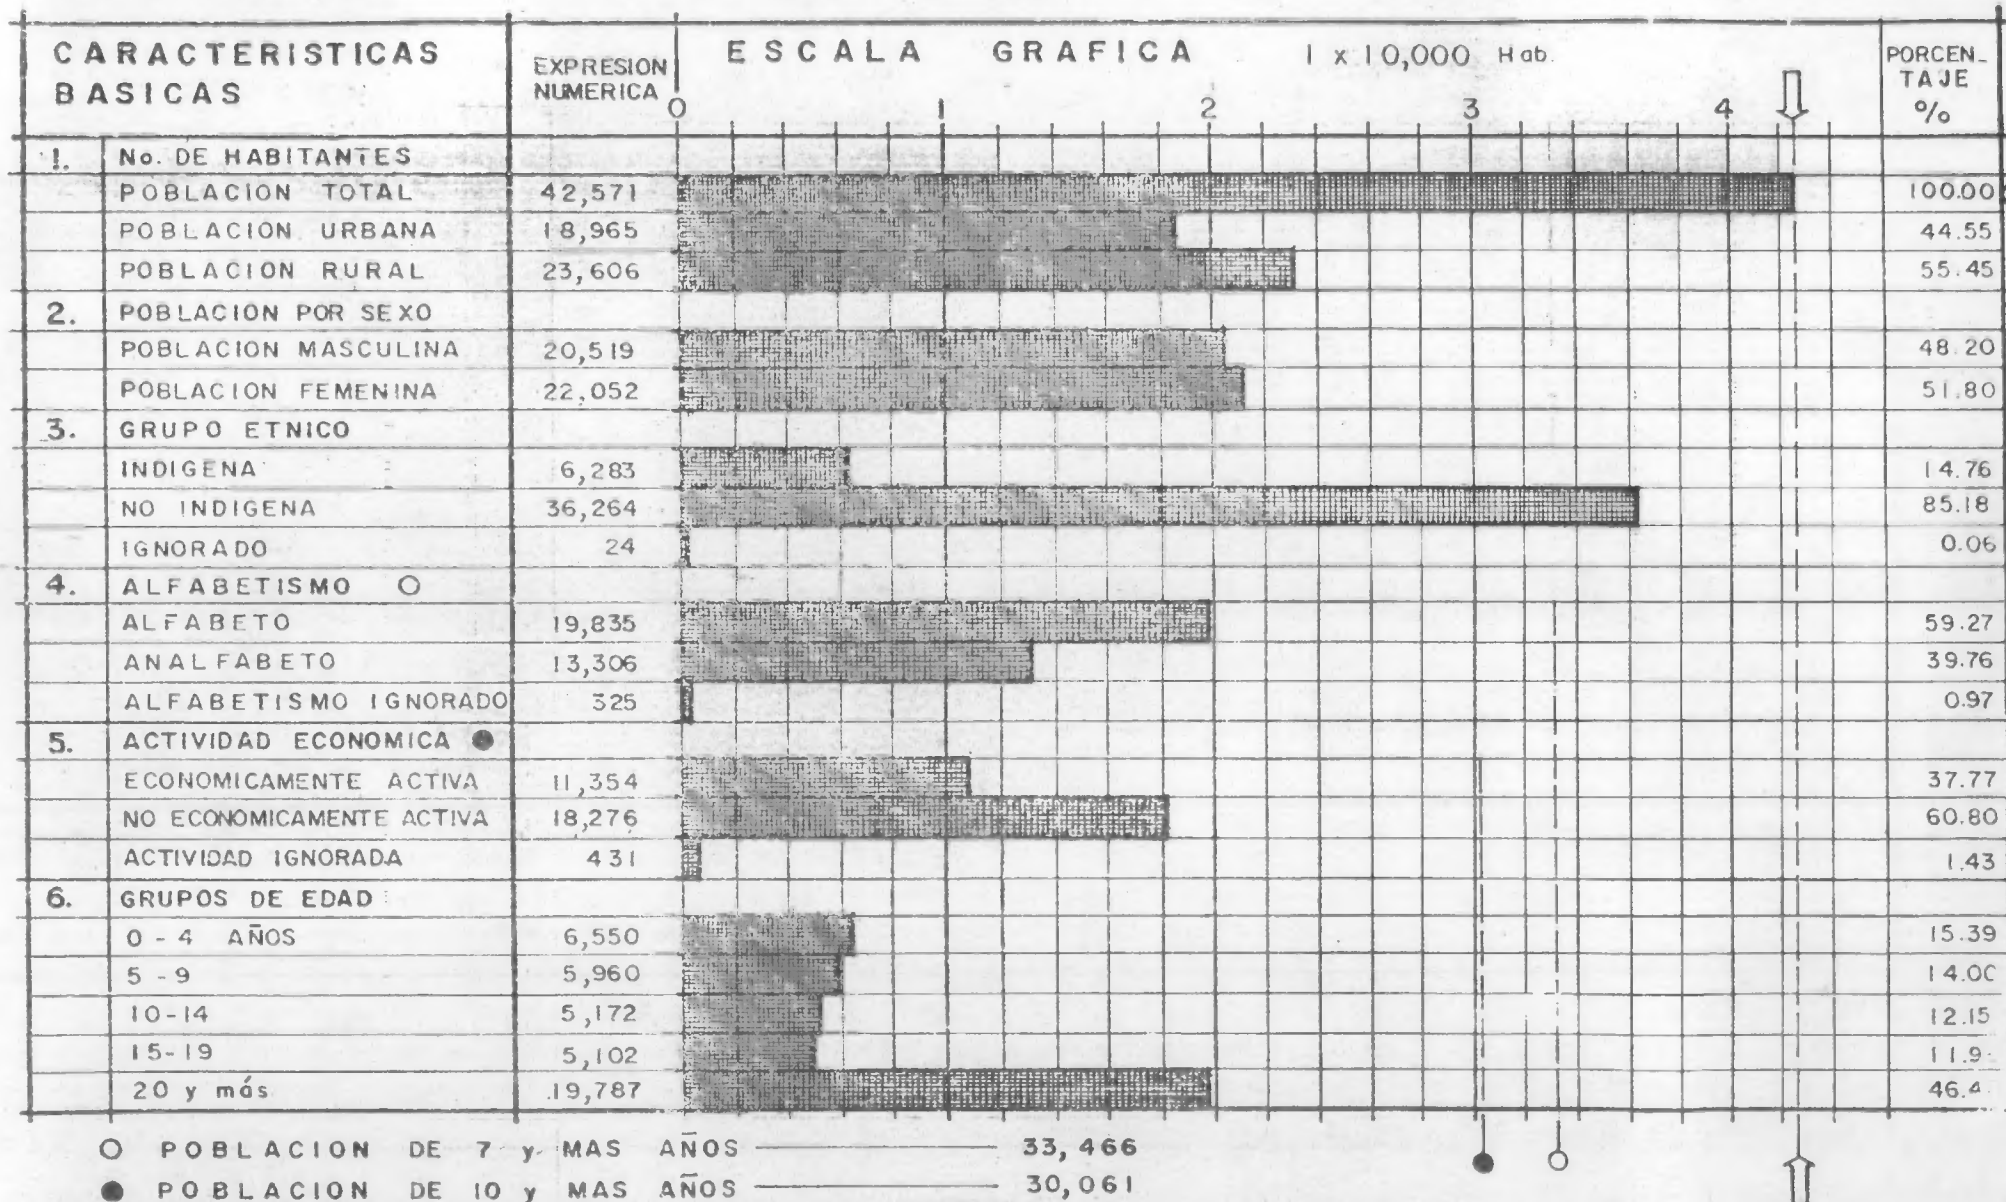 CARACTERISTICAS BASICAS EXPRESION NUMERICA ESCALA GRAFICA 1 x 10,000 Hab. PORCEN_TAJE %
0 1 2 3 4
1. No. DE HABITANTES
POBLACION TOTAL 42,571 100.00
POBLACION URBANA 18,965 44.55
POBLACION RURAL 23,606 55.45
2. POBLACION POR SEXO
POBLACION MASCULINA 20,519 48.20
POBLACION FEMENINA 22,052 51.80
3. GRUPO ETNICO
INDIGENA 6,283 14.76
NO INDIGENA 36,264 85.18
IGNORADO 24 0.06
4. ALFABETISMO O
ALFABETO 19,835 59.27
ANALFABETO 13,306 39.76
ALFABETISMO IGNORADO 325 0.97
5. ACTIVIDAD ECONOMICA ●
ECONOMICAMENTE ACTIVA 11,354 37.77
NO ECONOMICAMENTE ACTIVA 18,276 60.80
ACTIVIDAD IGNORADA 431 1.43
6. GRUPOS DE EDAD
0 - 4 AÑOS 6,550 15.39
5 - 9 5,960 14.00
10-14 5,172 12.15
15-19 5,102 11.9
20 y más 19,787 46.4
O POBLACION DE 7 y MAS AÑOS 33,466
● POBLACION DE 10 y MAS AÑOS 30,061